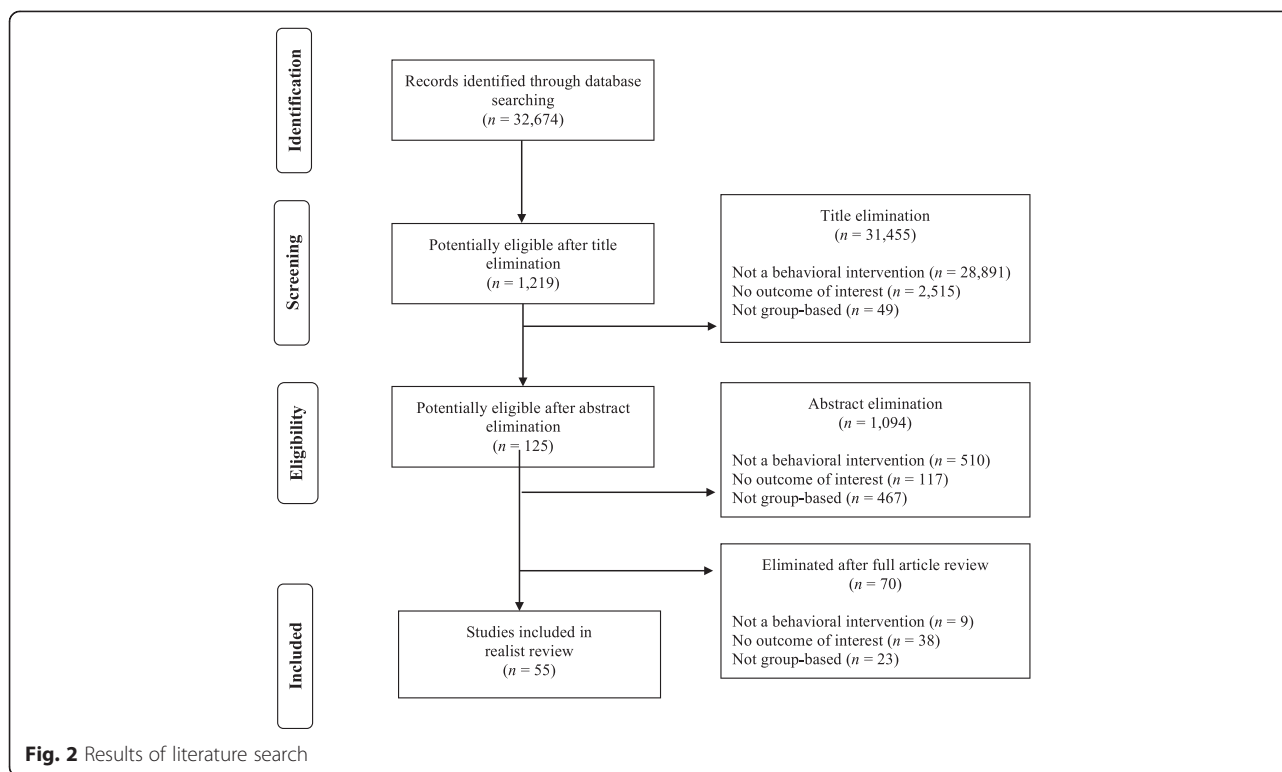 Identification
Records identified through database
searching
(n = 32,674)
Screening
Potentially eligible after title
elimination
(n = 1,219)
Title elimination
(n = 31,455)
Not a behavioral intervention (n = 28,891)
No outcome of interest (n = 2,515)
Not group-based (n = 49)
Eligibility
Potentially eligible after abstract
elimination
(n = 125)
Abstract elimination
(n = 1,094)
Not a behavioral intervention (n = 510)
No outcome of interest (n = 117)
Not group-based (n = 467)
Included
Studies included in
realist review
(n = 55)
Eliminated after full article review
(n = 70)
Not a behavioral intervention (n = 9)
No outcome of interest (n = 38)
Not group-based (n = 23)
Fig. 2 Results of literature search